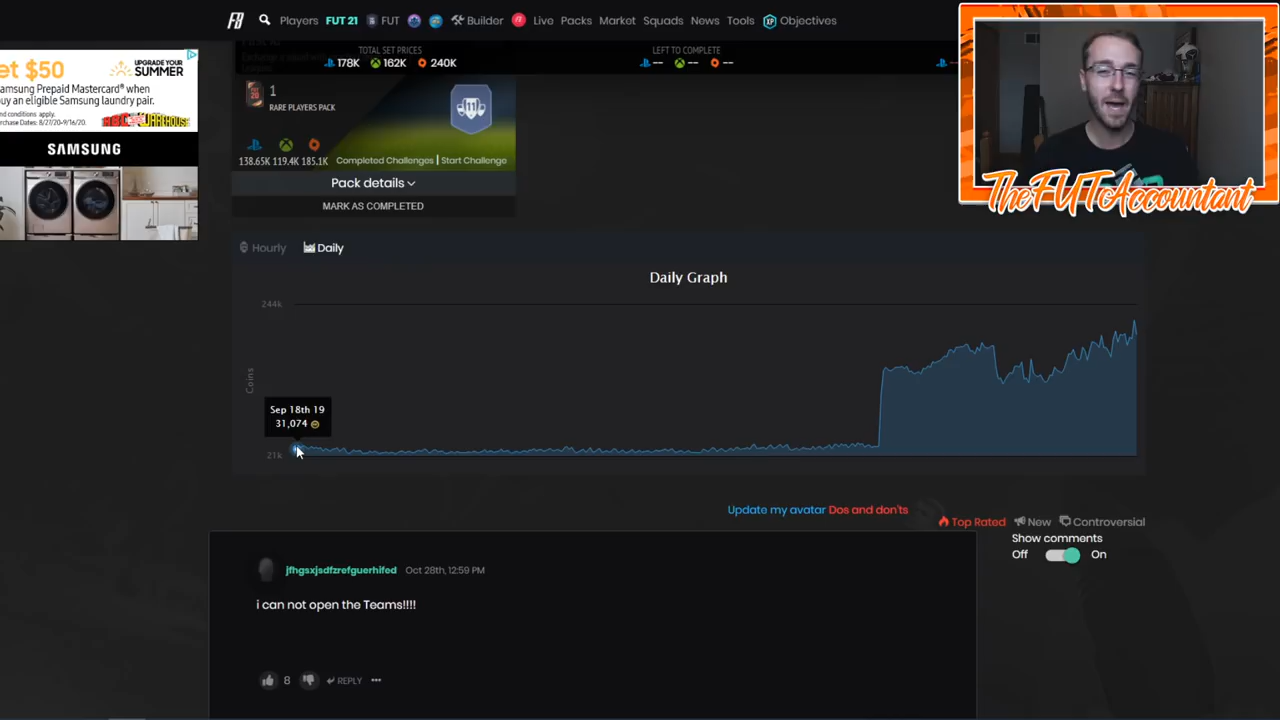 Players FUT 21 FUT Builder Live Packs Market Squads News Tools Objectives
TOTAL SET PRICES
LEFT TO COMPLETE
178K 162K 240K
-- -- --
et $50
UPGRADE YOUR
SUMMER
amsung Prepaid Mastercard® when
buy an eligible Samsung laundry pair.
SAMSUNG
1
RARE PLAYERS PACK
138.65K 119.4K 185.1K
Completed Challenges | Start Challenge
Pack details
MARK AS COMPLETED
TheFUTAccountant
Hourly
Daily
Daily Graph
244k
Coins
Sep 18th 19
31,074
21k
Update my avatar Dos and don'ts
Top Rated New Controversial
Show comments
Off On
jfhgsxjsdfzrefguerhifed Oct 28th, 12:59 PM
i can not open the Teams!!!!
8 REPLY •••